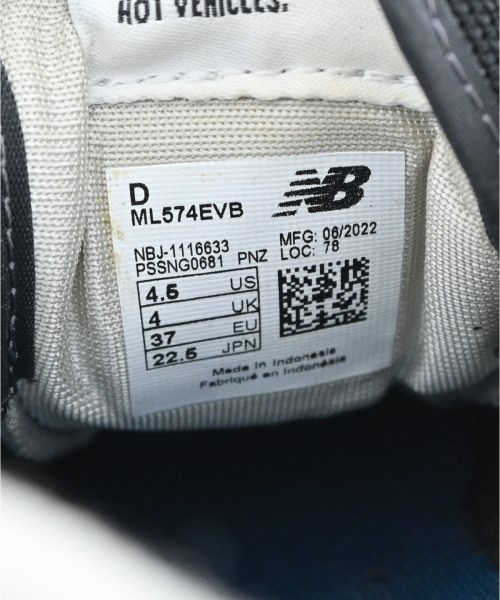 HOT VEHICLES.
D
ML574EVB
NB
NBJ-1116633
PSSNG0681 PNZ
MFG: 06/2022
LOC: 78
4.5 US
4 UK
37 EU
22.5 JPN
Made in Indonesia
Fabriqué en Indonésie